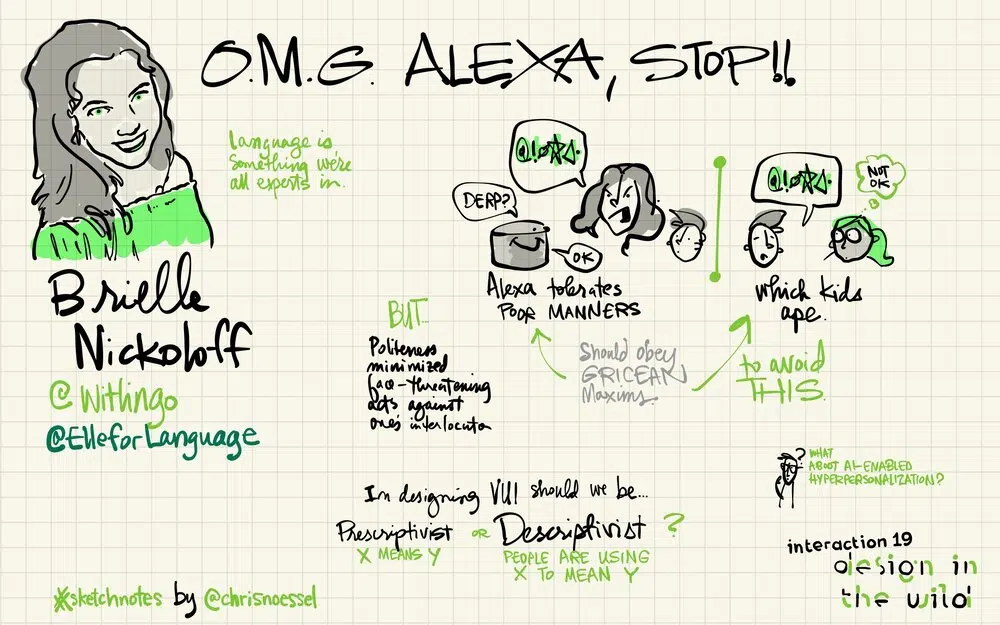 O.M.G. ALEXA, STOP!!
Language is
something we're
all experts in.
@!☆*△•
DERP?
OK
Alexa tolerates
POOR MANNERS
@!☆*△•
NOT
OK
which kids
ape.
Brielle
Nickoloff
@Withingo
@ElleforLanguage
BUT...
Politeness
minimized
face-threatening
acts against
one's interlocutor
Should obey
GRICEAN
Maxims.
to avoid
THIS.
?
WHAT
ABOUT AI-ENABLED
HYPERPERSONALIZATION?
In designing VUI should we be...
Prescriptivist OR Descriptivist ?
X MEANS Y
PEOPLE ARE USING
X TO MEAN Y
interaction 19
design in
the wild
*sketchnotes by @chrisnoessel